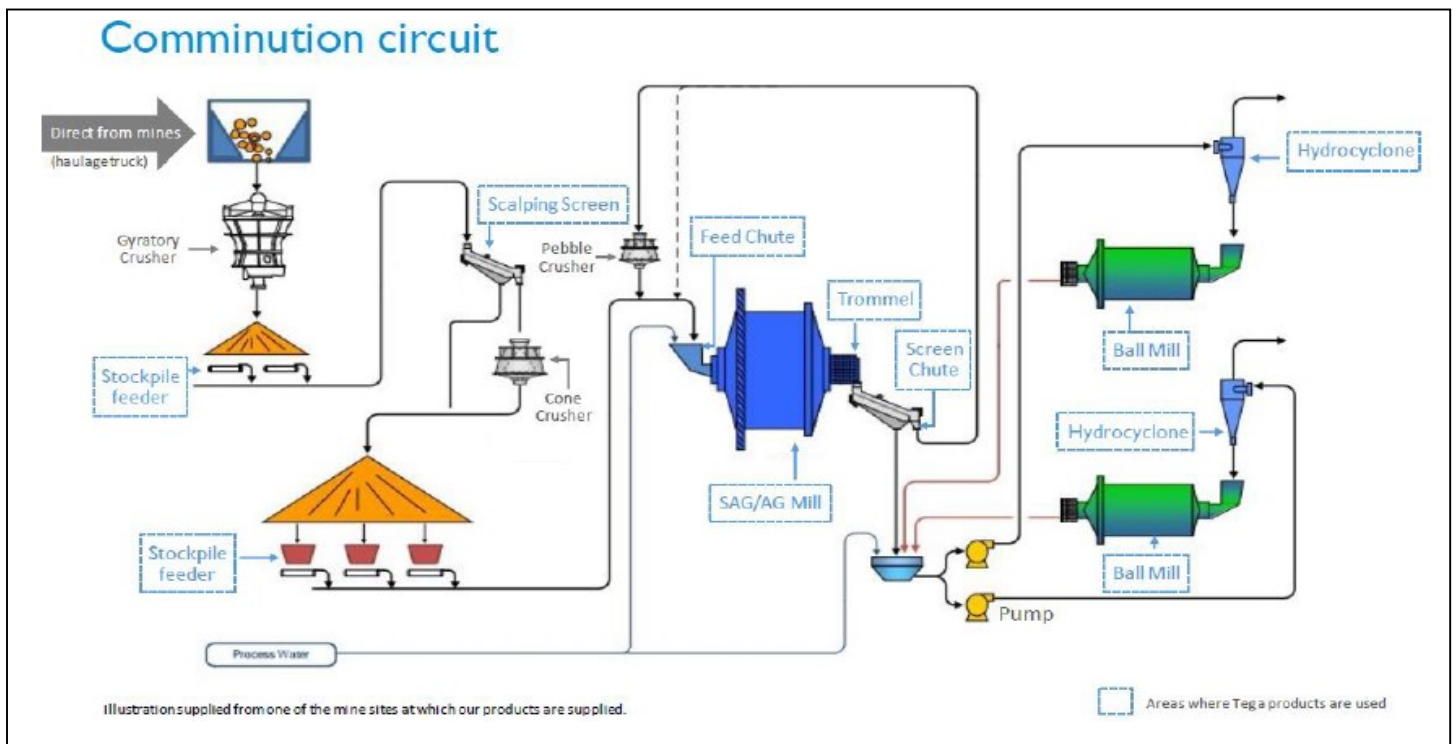 Comminution circuit
Direct from mines
(haulagetruck)
Gyratory
Crusher
Stockpile
feeder
Scalping Screen
Cone
Crusher
Stockpile
feeder
Pebble
Crusher
Feed Chute
Trommel
Screen
Chute
SAG/AG Mill
Hydrocyclone
Ball Mill
Hydrocyclone
Ball Mill
Pump
Process Water
Illustration supplied from one of the mine sites at which our products are supplied.
Areas where Tega products are used